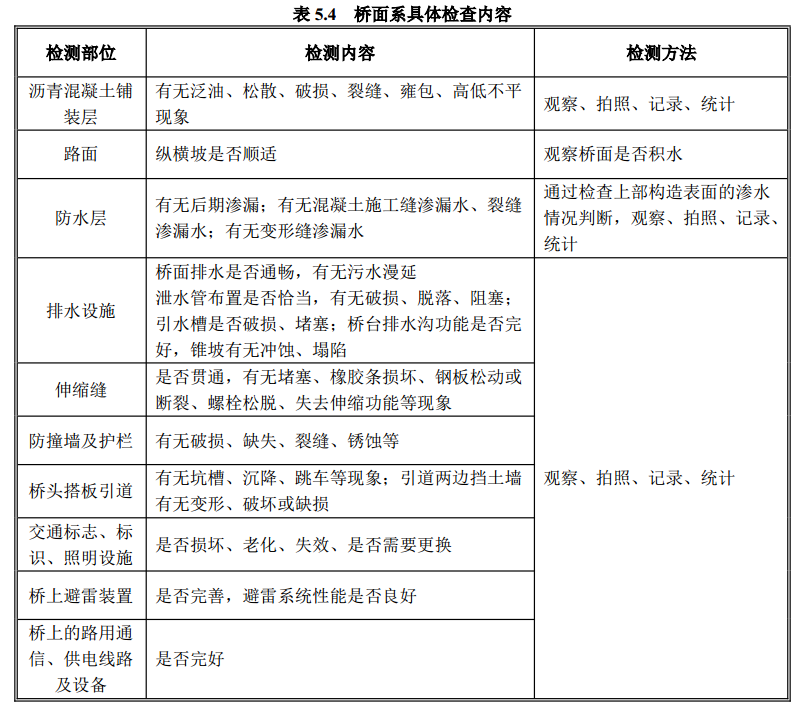 表 5.4 桥面系具体检查内容
检测部位
检测内容
检测方法
沥青混凝土铺
装层
有无泛油、松散、破损、裂缝、雍包、高低不平
现象
观察、拍照、记录、统计
路面
纵横坡是否顺适
观察桥面是否积水
防水层
有无后期渗漏；有无混凝土施工缝渗漏水、裂缝
渗漏水；有无变形缝渗漏水
通过检查上部构造表面的渗水
情况判断，观察、拍照、记录、
统计
排水设施
桥面排水是否通畅，有无污水漫延
泄水管布置是否恰当，有无破损、脱落、阻塞；
引水槽是否破损、堵塞；桥台排水沟功能是否完
好，锥坡有无冲蚀、塌陷
伸缩缝
是否贯通，有无堵塞、橡胶条损坏、钢板松动或
断裂、螺栓松脱、失去伸缩功能等现象
防撞墙及护栏
有无破损、缺失、裂缝、锈蚀等
桥头搭板引道
有无坑槽、沉降、跳车等现象；引道两边挡土墙
有无变形、破坏或缺损
观察、拍照、记录、统计
交通标志、标
识、照明设施
是否损坏、老化、失效、是否需要更换
桥上避雷装置
是否完善，避雷系统性能是否良好
桥上的路用通
信、供电线路
及设备
是否完好